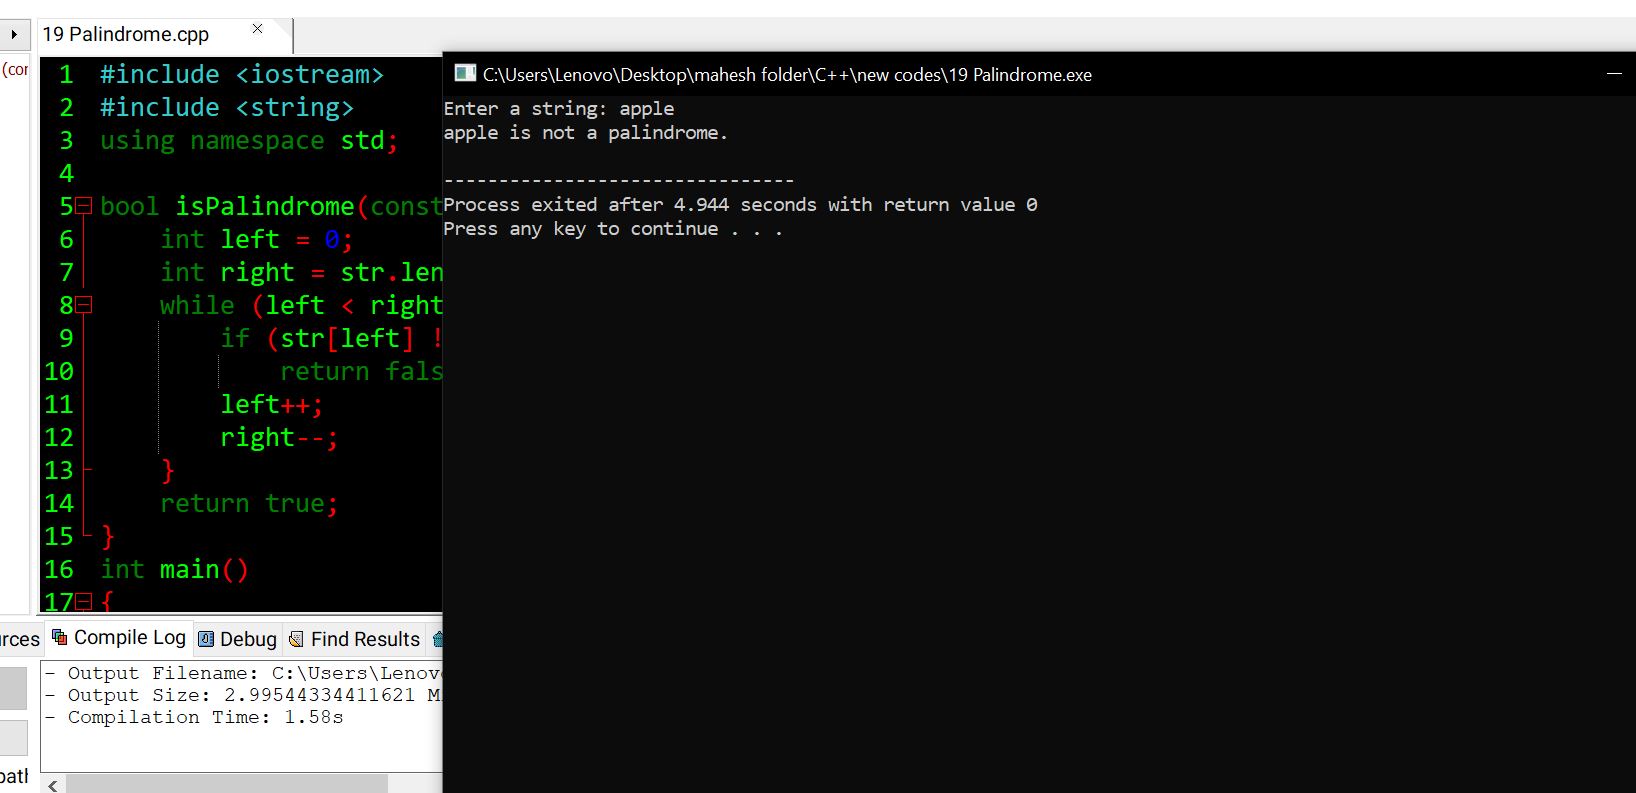 19 Palindrome.cpp
(cor
1 #include <iostream>
2 #include <string>
3 using namespace std;
4
5 bool isPalindrome(const
6 int left = 0;
7 int right = str.len
8 while (left < right
9 if (str[left] !
10 return fals
11 left++;
12 right--;
13 }
14 return true;
15 }
16 int main()
17 {
C:\Users\Lenovo\Desktop\mahesh folder\C++\new codes\19 Palindrome.exe
Enter a string: apple
apple is not a palindrome.
--------------------------------
Process exited after 4.944 seconds with return value 0
Press any key to continue . . .
urces Compile Log Debug Find Results
- Output Filename: C:\Users\Lenovo
- Output Size: 2.99544334411621 M
- Compilation Time: 1.58s
path